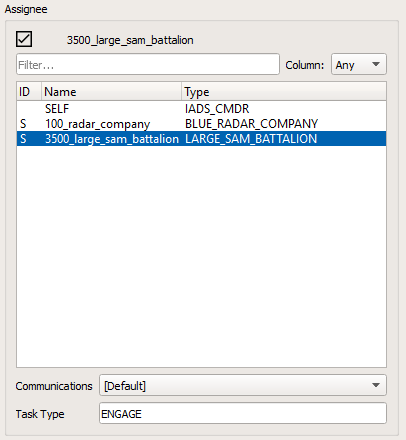 Assignee
3500_large_sam_battalion
Filter... Column: Any
ID Name Type
SELF IADS_CMDR
S 100_radar_company BLUE_RADAR_COMPANY
S 3500_large_sam_battalion LARGE_SAM_BATTALION
Communications [Default]
Task Type ENGAGE